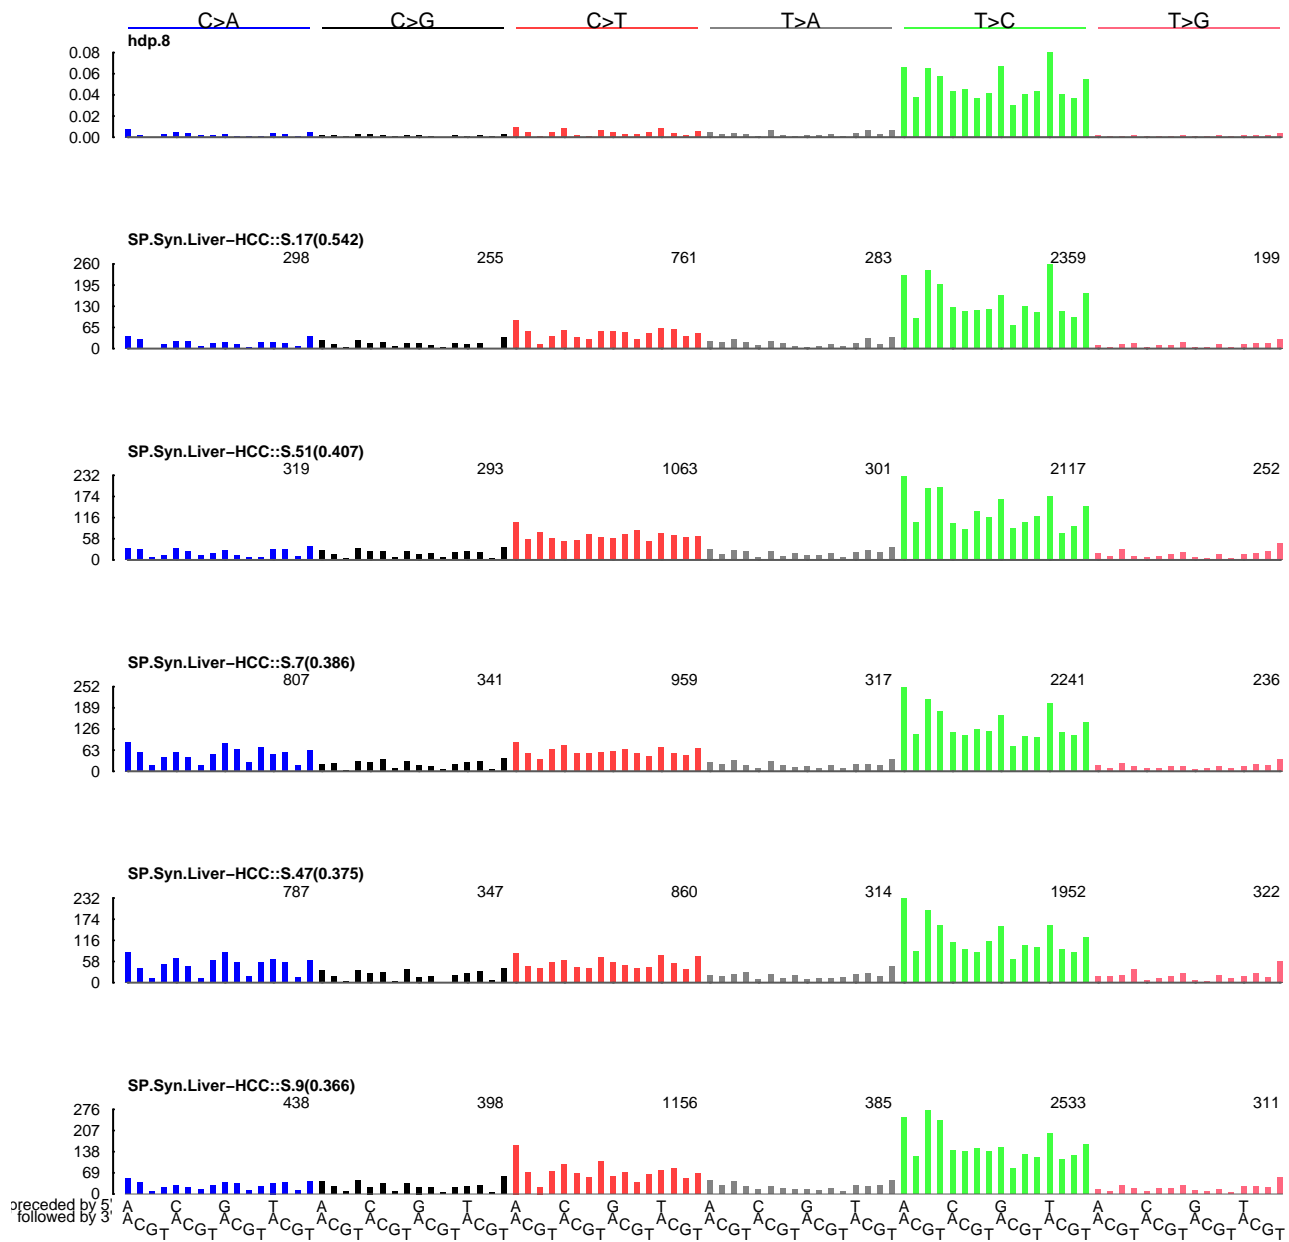 C>A C>G C>T T>A T>C T>G
hdp.8
0.08
0.06
0.04
0.02
0.00
SP.Syn.Liver−HCC::S.17(0.542)
298 255 761 283 2359 199
260
195
130
65
0
SP.Syn.Liver−HCC::S.51(0.407)
319 293 1063 301 2117 252
232
174
116
58
0
SP.Syn.Liver−HCC::S.7(0.386)
807 341 959 317 2241 236
252
189
126
63
0
SP.Syn.Liver−HCC::S.47(0.375)
787 347 860 314 1952 322
232
174
116
58
0
SP.Syn.Liver−HCC::S.9(0.366)
438 398 1156 385 2533 311
276
207
138
69
0
preceded by 5' A C G T A C G T A C G T A C G T A C G T A C G T
followed by 3' A C G T A C G T A C G T A C G T A C G T A C G T A C G T A C G T A C G T A C G T A C G T A C G T A C G T A C G T A C G T A C G T A C G T A C G T A C G T A C G T A C G T A C G T A C G T A C G T